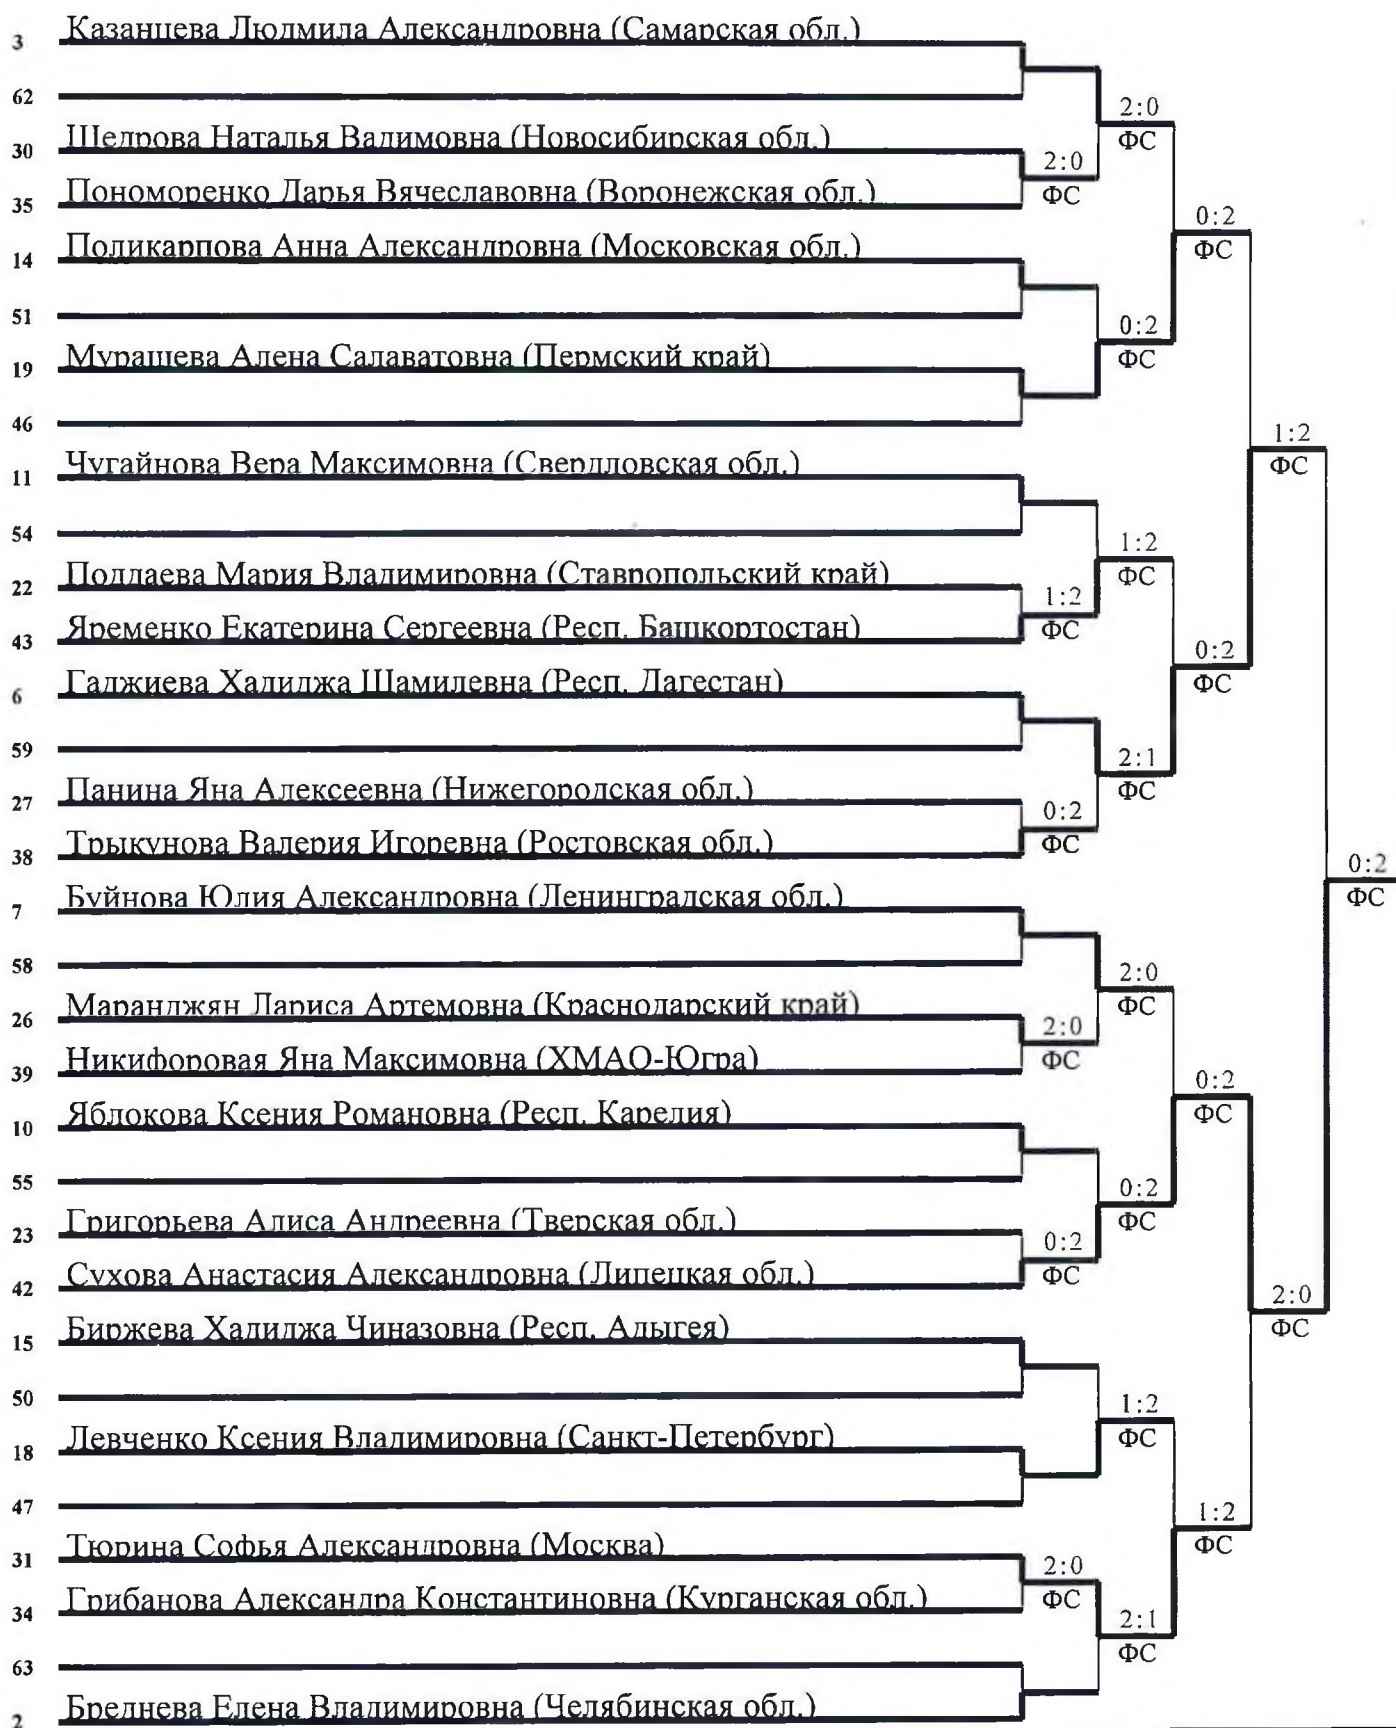 3 Казанцева Людмила Александровна (Самарская обл.)
62
2:0
ФС
30 Щедрова Наталья Вадимовна (Новосибирская обл.)
2:0
ФС
35 Пономоренко Дарья Вячеславовна (Воронежская обл.)
0:2
ФС
14 Поликарпова Анна Александровна (Московская обл.)
51
0:2
ФС
19 Мурашева Алена Салаватовна (Пермский край)
46
1:2
ФС
11 Чугайнова Вера Максимовна (Свердловская обл.)
54
1:2
ФС
22 Поддаева Мария Владимировна (Ставропольский край)
1:2
ФС
43 Яременко Екатерина Сергеевна (Респ. Башкортостан)
0:2
ФС
6 Гаджиева Халиджа Шамилевна (Респ. Дагестан)
59
2:1
ФС
27 Панина Яна Алексеевна (Нижегородская обл.)
0:2
ФС
38 Трыкунова Валерия Игоревна (Ростовская обл.)
0:2
ФС
7 Буйнова Юлия Александровна (Ленинградская обл.)
58
2:0
ФС
26 Маранджян Лариса Артемовна (Краснодарский край)
2:0
ФС
39 Никифоровая Яна Максимовна (ХМАО-Югра)
0:2
ФС
10 Яблокова Ксения Романовна (Респ. Карелия)
55
0:2
ФС
23 Григорьева Алиса Андреевна (Тверская обл.)
0:2
ФС
42 Сухова Анастасия Александровна (Липецкая обл.)
2:0
ФС
15 Биржева Халиджа Чиназовна (Респ. Адыгея)
50
1:2
ФС
18 Левченко Ксения Владимировна (Санкт-Петербург)
47
1:2
ФС
31 Тюрина Софья Александровна (Москва)
2:0
ФС
34 Грибанова Александра Константиновна (Курганская обл.)
2:1
ФС
63
2 Бреднева Елена Владимировна (Челябинская обл.)